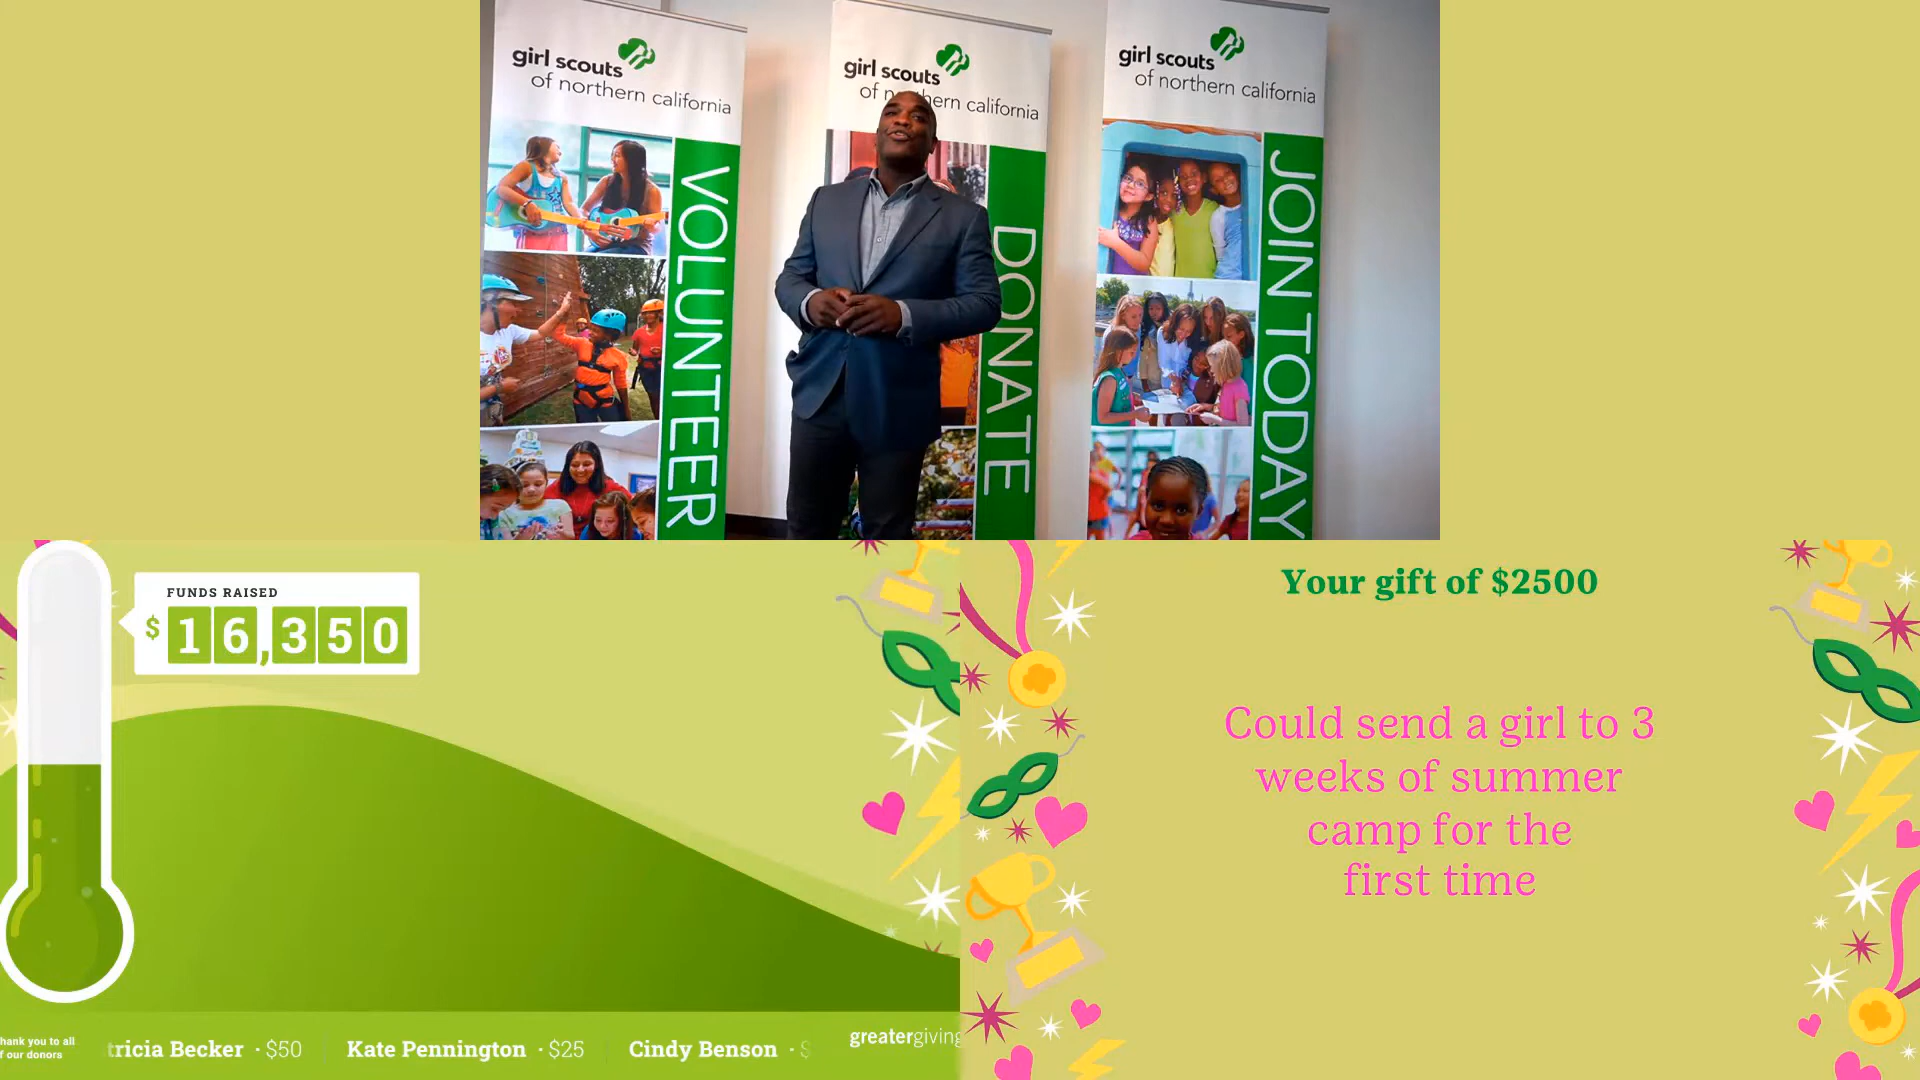 girl scouts
of northern california
VOLUNTEER
girl scouts
of northern california
DONATE
girl scouts
of northern california
JOIN TODAY
FUNDS RAISED
$ 16,350
hank you to all
f our donors
tricia Becker · $50
Kate Pennington · $25
Cindy Benson · $
greatergiving
Your gift of $2500
Could send a girl to 3
weeks of summer
camp for the
first time